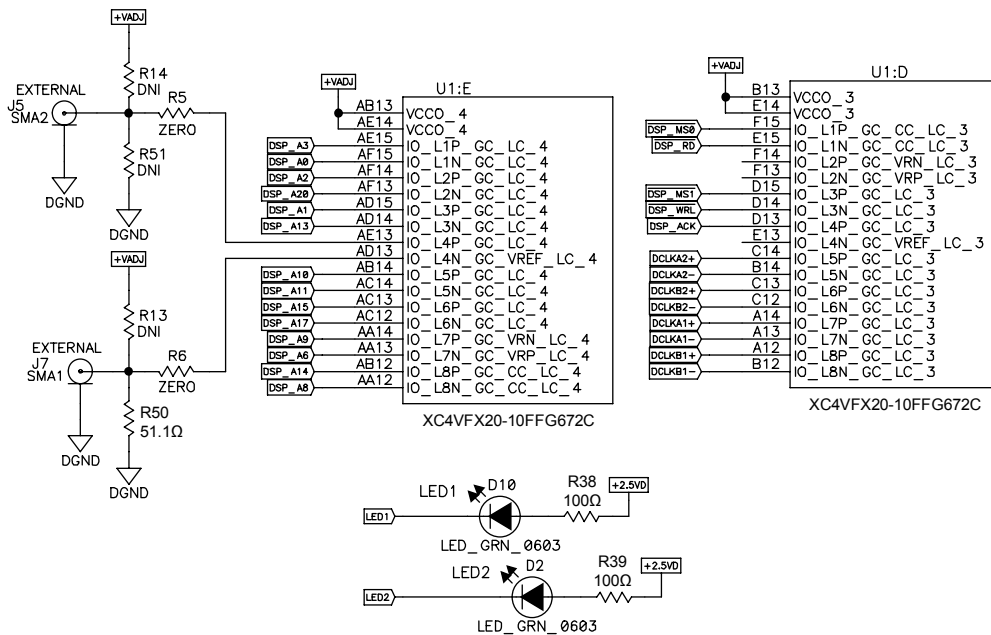 +VADJ
R14
DNI
EXTERNAL
J5
SMA2
R5
ZERO
R51
DNI
DGND
DGND
+VADJ
R13
DNI
EXTERNAL
J7
SMA1
R6
ZERO
R50
51.1Ω
DGND
DGND
+VADJ
U1:E
AB13 VCCO_4
AE14 VCCO_4
DSP_A3 AE15 IO_L1P_GC_LC_4
DSP_A0 AF15 IO_L1N_GC_LC_4
DSP_A2 AF14 IO_L2P_GC_LC_4
DSP_A20 AF13 IO_L2N_GC_LC_4
DSP_A1 AD15 IO_L3P_GC_LC_4
DSP_A13 AD14 IO_L3N_GC_LC_4
AE13 IO_L4P_GC_LC_4
AD13 IO_L4N_GC_VREF_LC_4
DSP_A10 AB14 IO_L5P_GC_LC_4
DSP_A11 AC14 IO_L5N_GC_LC_4
DSP_A15 AC13 IO_L6P_GC_LC_4
DSP_A17 AC12 IO_L6N_GC_LC_4
DSP_A9 AA14 IO_L7P_GC_VRN_LC_4
DSP_A6 AA13 IO_L7N_GC_VRP_LC_4
DSP_A14 AB12 IO_L8P_GC_CC_LC_4
DSP_A8 AA12 IO_L8N_GC_CC_LC_4
XC4VFX20-10FFG672C
+VADJ
U1:D
B13 VCCO_3
E14 VCCO_3
DSP_MS0 F15 IO_L1P_GC_CC_LC_3
DSP_RD E15 IO_L1N_GC_CC_LC_3
F14 IO_L2P_GC_VRN_LC_3
F13 IO_L2N_GC_VRP_LC_3
DSP_MS1 D15 IO_L3P_GC_LC_3
DSP_WRL D14 IO_L3N_GC_LC_3
DSP_ACK D13 IO_L4P_GC_LC_3
E13 IO_L4N_GC_VREF_LC_3
DCLKA2+ C14 IO_L5P_GC_LC_3
DCLKA2- B14 IO_L5N_GC_LC_3
DCLKB2+ C13 IO_L6P_GC_LC_3
DCLKB2- C12 IO_L6N_GC_LC_3
DCLKA1+ A14 IO_L7P_GC_LC_3
DCLKA1- A13 IO_L7N_GC_LC_3
DCLKB1+ A12 IO_L8P_GC_LC_3
DCLKB1- B12 IO_L8N_GC_LC_3
XC4VFX20-10FFG672C
LED1
LED1
D10
LED_GRN_0603
R38
100Ω
+2.5VD
LED2
LED2
D2
LED_GRN_0603
R39
100Ω
+2.5VD